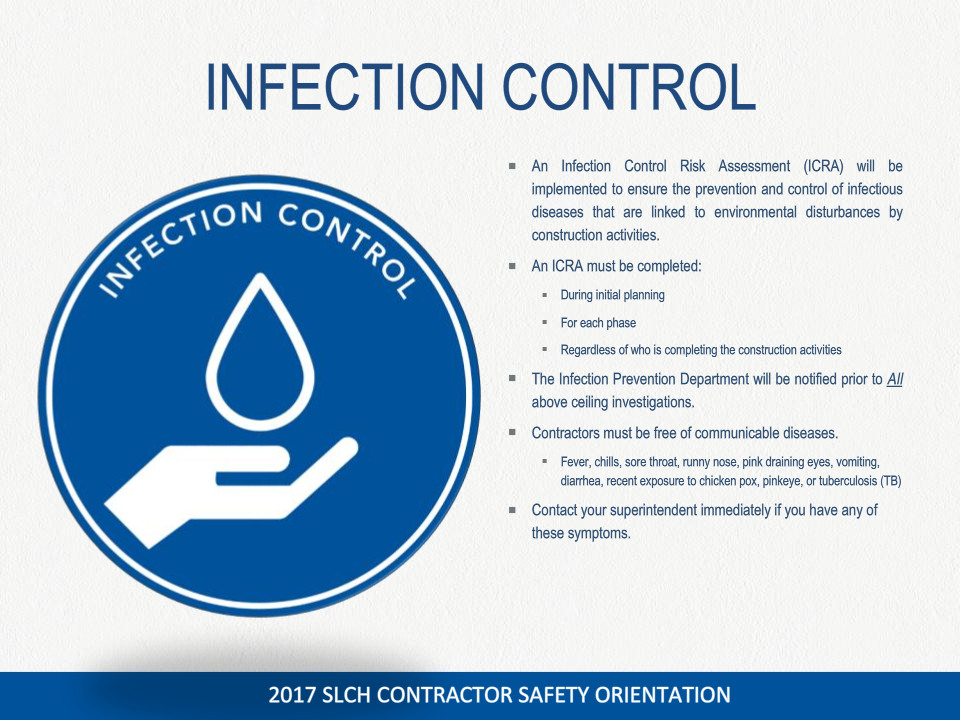 INFECTION CONTROL
INFECTION CONTROL
An Infection Control Risk Assessment (ICRA) will be
implemented to ensure the prevention and control of infectious
diseases that are linked to environmental disturbances by
construction activities.
An ICRA must be completed:
During initial planning
For each phase
Regardless of who is completing the construction activities
The Infection Prevention Department will be notified prior to All
above ceiling investigations.
Contractors must be free of communicable diseases.
Fever, chills, sore throat, runny nose, pink draining eyes, vomiting,
diarrhea, recent exposure to chicken pox, pinkeye, or tuberculosis (TB)
Contact your superintendent immediately if you have any of
these symptoms.
2017 SLCH CONTRACTOR SAFETY ORIENTATION